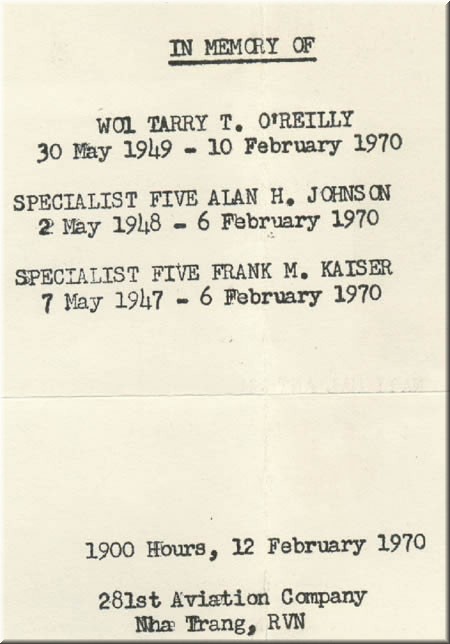 IN MEMORY OF
WO1 TARRY T. O'REILLY
30 May 1949 - 10 February 1970
SPECIALIST FIVE ALAN H. JOHNSON
2 May 1948 - 6 February 1970
SPECIALIST FIVE FRANK M. KAISER
7 May 1947 - 6 February 1970
1900 Hours, 12 February 1970
281st Aviation Company
Nha Trang, RVN